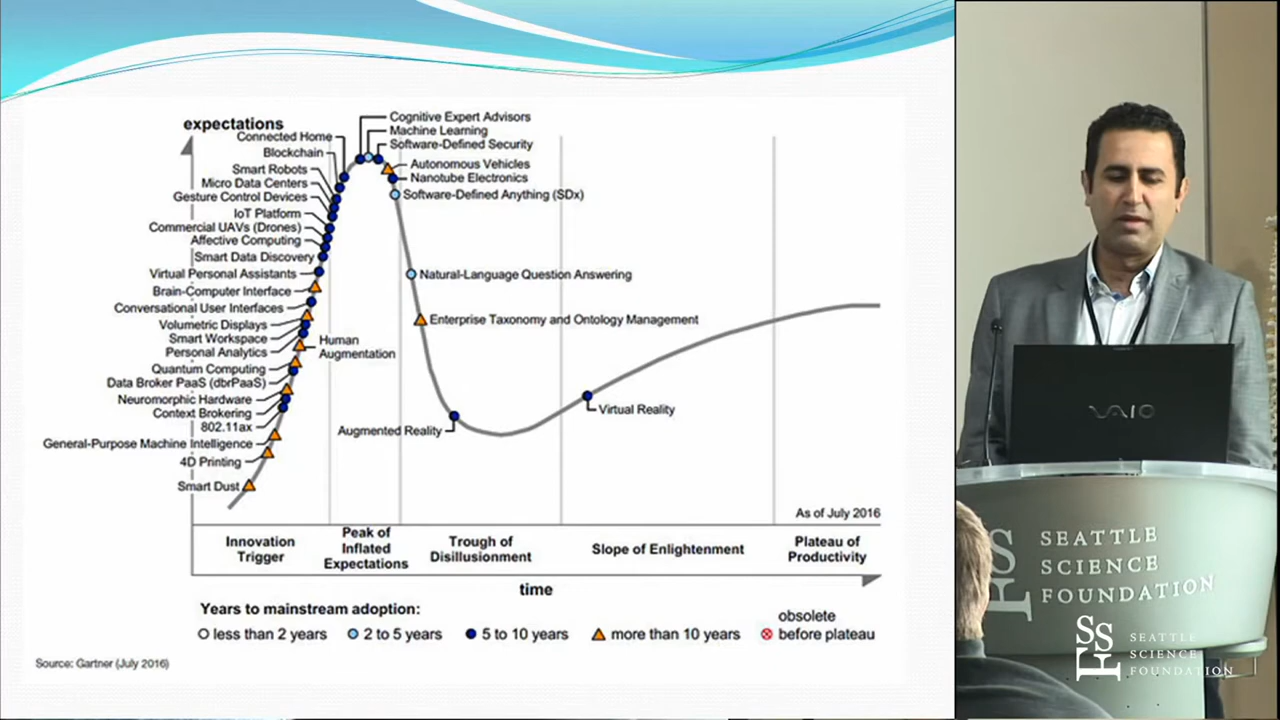 expectations
Connected Home
Blockchain
Smart Robots
Micro Data Centers
Gesture Control Devices
IoT Platform
Commercial UAVs (Drones)
Affective Computing
Smart Data Discovery
Virtual Personal Assistants
Brain-Computer Interface
Conversational User Interfaces
Volumetric Displays
Smart Workspace
Personal Analytics
Quantum Computing
Data Broker PaaS (dbrPaaS)
Neuromorphic Hardware
Context Brokering
802.11ax
General-Purpose Machine Intelligence
4D Printing
Smart Dust
Human
Augmentation
Cognitive Expert Advisors
Machine Learning
Software-Defined Security
Autonomous Vehicles
Nanotube Electronics
Software-Defined Anything (SDx)
Natural-Language Question Answering
Enterprise Taxonomy and Ontology Management
Augmented Reality
Virtual Reality
As of July 2016
Innovation
Trigger
Peak of
Inflated
Expectations
Trough of
Disillusionment
Slope of Enlightenment
Plateau of
Productivity
time
Years to mainstream adoption:
less than 2 years
2 to 5 years
5 to 10 years
more than 10 years
obsolete
before plateau
Source: Gartner (July 2016)
VAIO
SSF
SEATTLE
SCIENCE
FOUNDATION
SSF
SEATTLE
SCIENCE
FOUNDATION